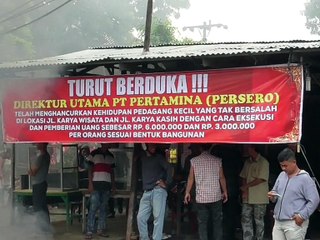 TURUT BERDUKA !!!
DIREKTUR UTAMA PT PERTAMINA (PERSERO)
TELAH MENGHANCURKAN KEHIDUPAN PEDAGANG KECIL YANG TAK BERSALAH
DI LOKASI JL. KARYA WISATA DAN JL. KARYA KASIH DENGAN CARA EKSEKUSI
DAN PEMBERIAN UANG SEBESAR RP. 6.000.000 DAN RP. 3.000.000
PER ORANG SESUAI BENTUK BANGUNAN